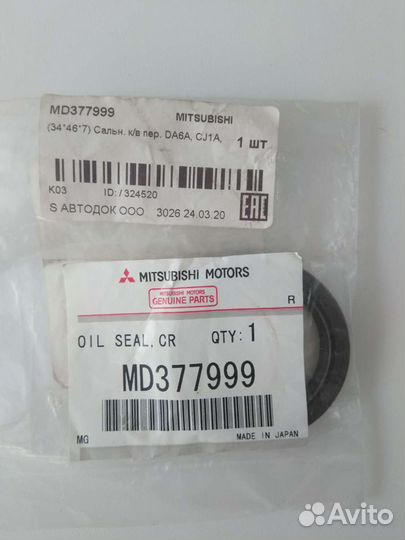 MD377999 MITSUBISHI
(34*46*7) Сальн. к/в пер. DA6A, CJ1A, 1 шт
K03 ID: / 324520
S АВТОДОК ООО 3026 24.03.20
EAC
MITSUBISHI MOTORS
MITSUBISHI MOTORS
GENUINE PARTS
R
OIL SEAL,CR QTY: 1
MD377999
MG MADE IN JAPAN
Avito